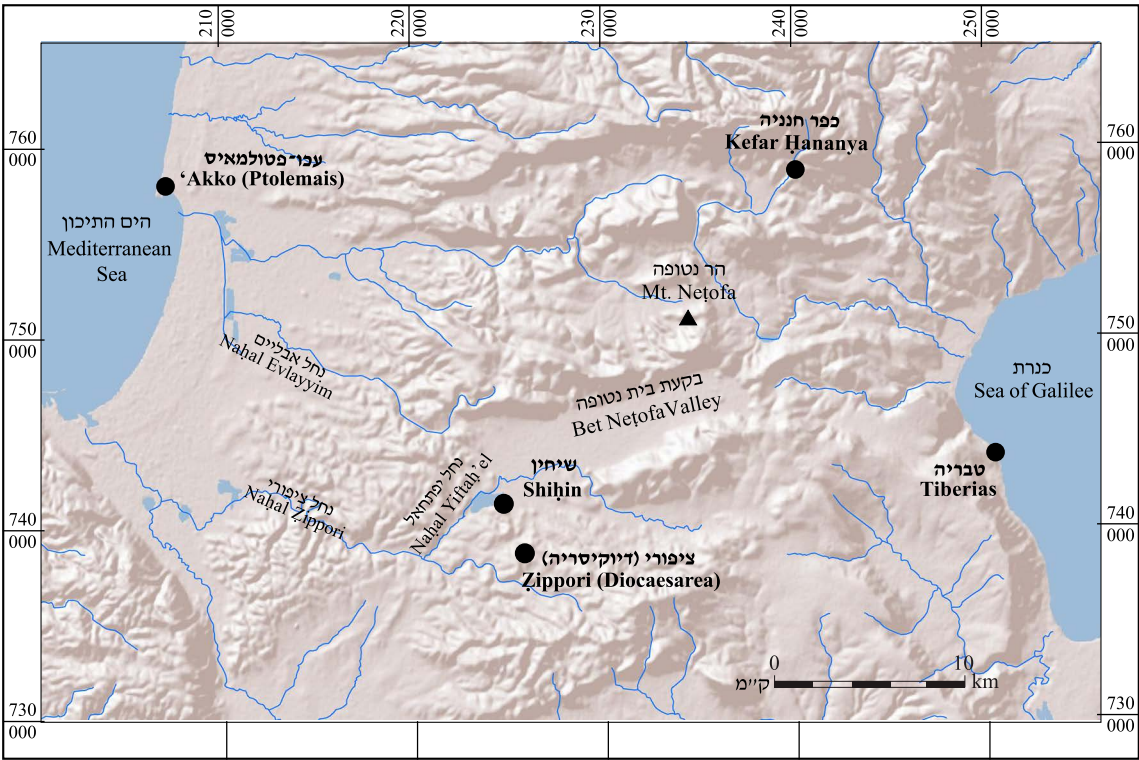 210
000
220
000
230
000
240
000
250
000
760
000
760
000
כפר חנניה
Kefar Ḥananya
עכו-פטולמאיס
‘Akko (Ptolemais)
הים התיכון
Mediterranean
Sea
הר נטופה
Mt. Neṭofa
750
000
750
000
נחל אבליים
Naḥal Evlayyim
כנרת
Sea of Galilee
בקעת בית נטופה
Bet Neṭofa Valley
שיחין
Shiḥin
נחל יפתחאל
Naḥal Yiftaḥ’el
טבריה
Tiberias
נחל ציפורי
Naḥal Ẓippori
740
000
740
000
ציפורי (דיוקיסריה)
Ẓippori (Diocaesarea)
0 10
ק''מ km
730
000
730
000